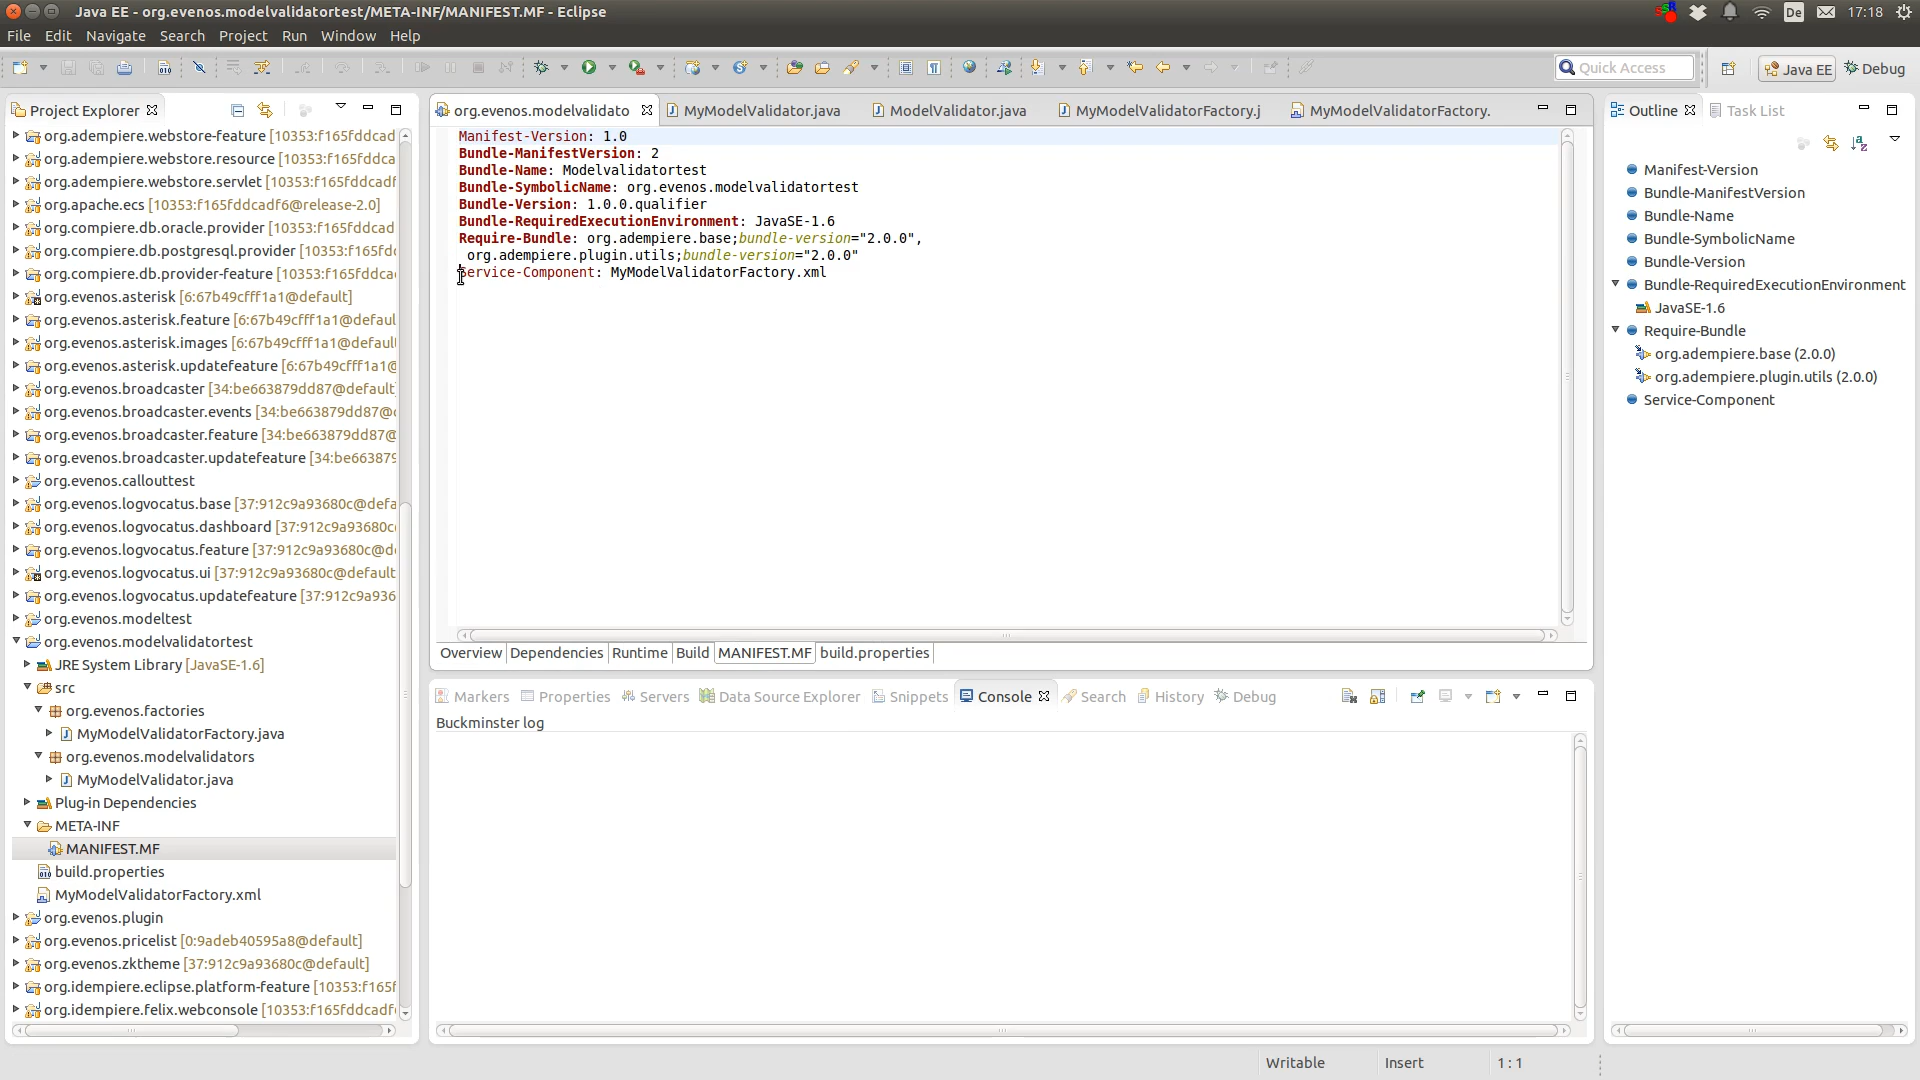 Java EE - org.evenos.modelvalidatortest/META-INF/MANIFEST.MF - Eclipse
De
17:18
File Edit Navigate Search Project Run Window Help
Quick Access
Java EE
Debug
Project Explorer
org.adempiere.webstore-feature [10353:f165fddcad
org.adempiere.webstore.resource [10353:f165fddca
org.adempiere.webstore.servlet [10353:f165fddcadf
org.apache.ecs [10353:f165fddcadf6@release-2.0]
org.compiere.db.oracle.provider [10353:f165fddcad
org.compiere.db.postgresql.provider [10353:f165fd
org.compiere.db.provider-feature [10353:f165fddca
org.evenos.asterisk [6:67b49cfff1a1@default]
org.evenos.asterisk.feature [6:67b49cfff1a1@defaul
org.evenos.asterisk.images [6:67b49cfff1a1@defaul
org.evenos.asterisk.updatefeature [6:67b49cfff1a1@
org.evenos.broadcaster [34:be663879dd87@default]
org.evenos.broadcaster.events [34:be663879dd87@
org.evenos.broadcaster.feature [34:be663879dd87@
org.evenos.broadcaster.updatefeature [34:be66387
org.evenos.callouttest
org.evenos.logvocatus.base [37:912c9a93680c@defa
org.evenos.logvocatus.dashboard [37:912c9a93680c
org.evenos.logvocatus.feature [37:912c9a93680c@d
org.evenos.logvocatus.ui [37:912c9a93680c@default
org.evenos.logvocatus.updatefeature [37:912c9a936
org.evenos.modeltest
org.evenos.modelvalidatortest
JRE System Library [JavaSE-1.6]
src
org.evenos.factories
MyModelValidatorFactory.java
org.evenos.modelvalidators
MyModelValidator.java
Plug-in Dependencies
META-INF
MANIFEST.MF
build.properties
MyModelValidatorFactory.xml
org.evenos.plugin
org.evenos.pricelist [0:9adeb40595a8@default]
org.evenos.zktheme [37:912c9a93680c@default]
org.idempiere.eclipse.platform-feature [10353:f165f
org.idempiere.felix.webconsole [10353:f165fddcadf
org.evenos.modelvalidato
MyModelValidator.java
ModelValidator.java
MyModelValidatorFactory.j
MyModelValidatorFactory.
Manifest-Version: 1.0
Bundle-ManifestVersion: 2
Bundle-Name: Modelvalidatortest
Bundle-SymbolicName: org.evenos.modelvalidatortest
Bundle-Version: 1.0.0.qualifier
Bundle-RequiredExecutionEnvironment: JavaSE-1.6
Require-Bundle: org.adempiere.base;bundle-version="2.0.0",
org.adempiere.plugin.utils;bundle-version="2.0.0"
Service-Component: MyModelValidatorFactory.xml
Overview Dependencies Runtime Build MANIFEST.MF build.properties
Markers Properties Servers Data Source Explorer Snippets Console Search History Debug
Buckminster log
Outline Task List
Manifest-Version
Bundle-ManifestVersion
Bundle-Name
Bundle-SymbolicName
Bundle-Version
Bundle-RequiredExecutionEnvironment
JavaSE-1.6
Require-Bundle
org.adempiere.base (2.0.0)
org.adempiere.plugin.utils (2.0.0)
Service-Component
Writable Insert 1 : 1